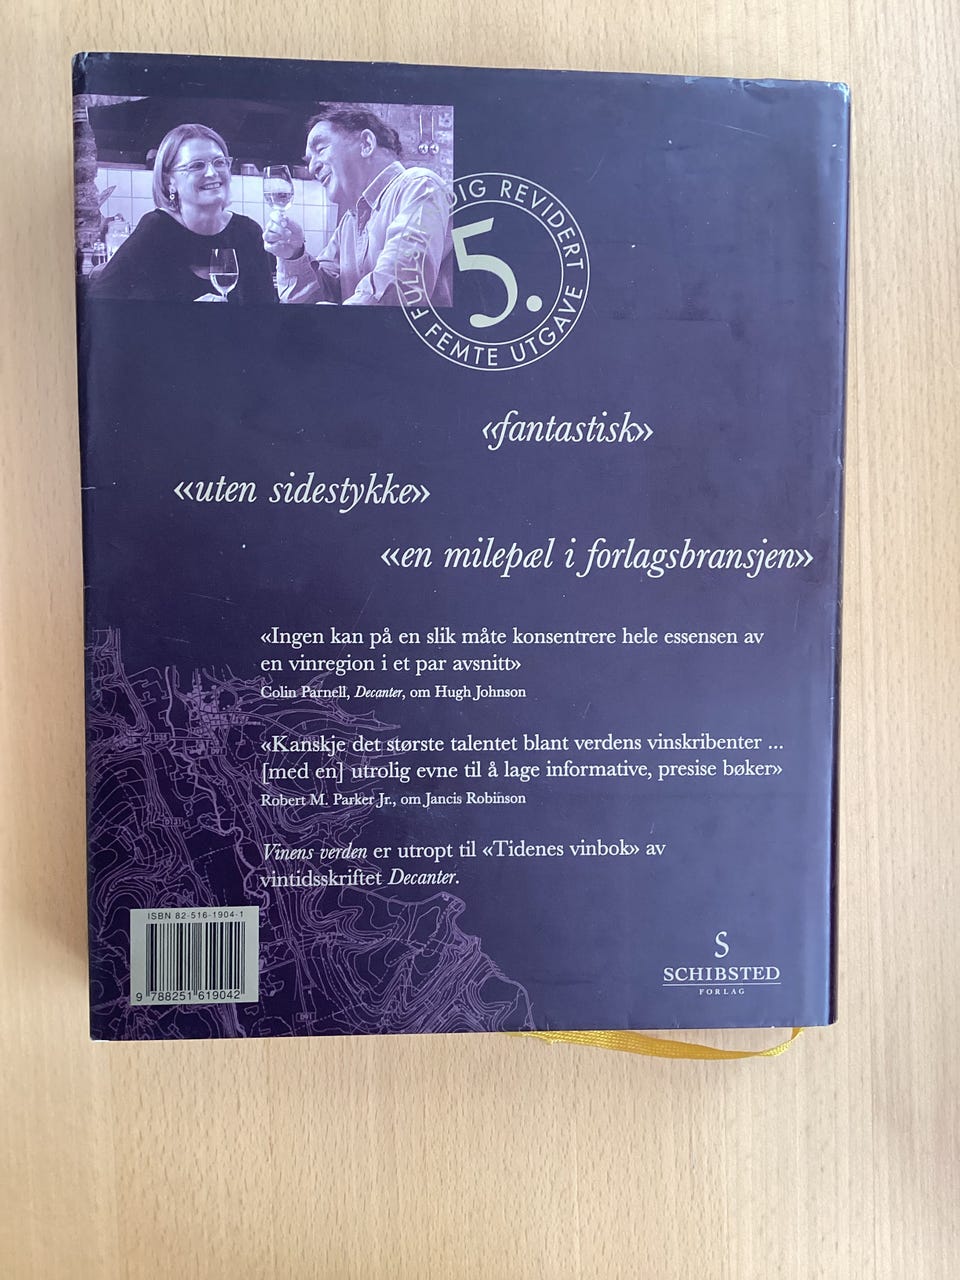 FULLSTENDIG REVIDERT
5.
FEMTE UTGAVE
«fantastisk»
«uten sidestykke»
«en milepæl i forlagsbransjen»
«Ingen kan på en slik måte konsentrere hele essensen av
en vinregion i et par avsnitt»
Colin Parnell, Decanter, om Hugh Johnson
«Kanskje det største talentet blant verdens vinskribenter ...
[med en] utrolig evne til å lage informative, presise bøker»
Robert M. Parker Jr., om Jancis Robinson
Vinens verden er utropt til «Tidenes vinbok» av
vintidsskriftet Decanter.
ISBN 82-516-1904-1
9 788251 619042
S
SCHIBSTED
FORLAG
D91